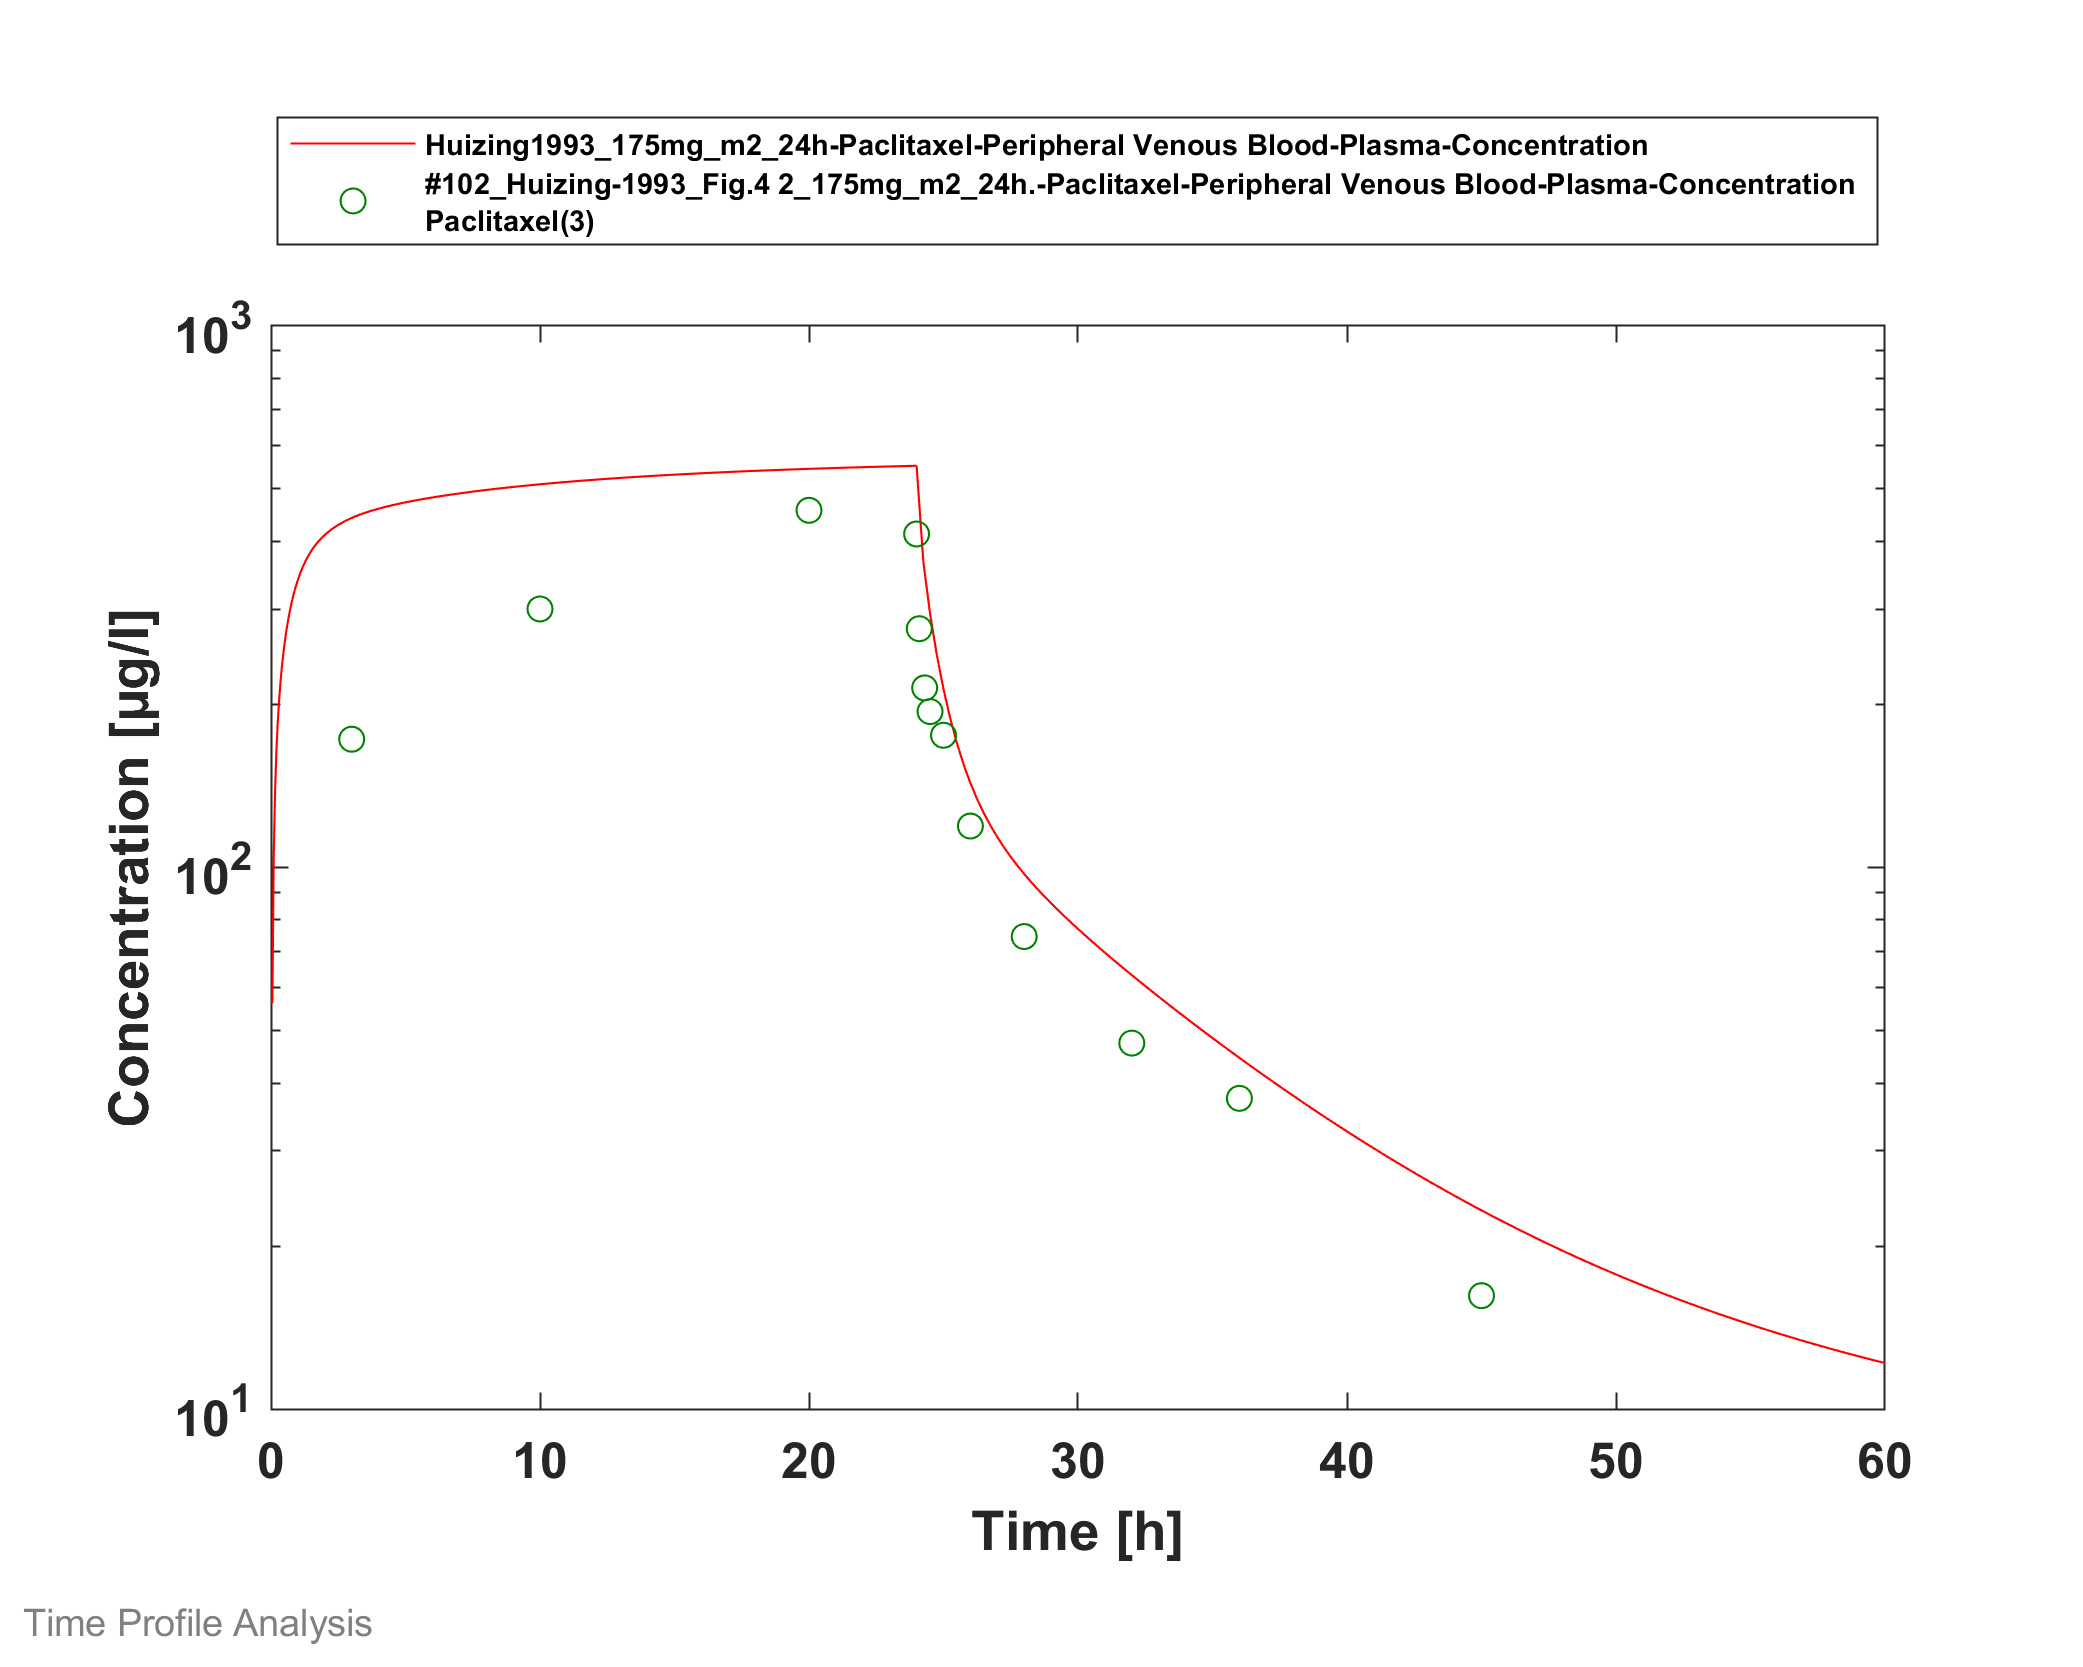 Huizing1993_175mg_m2_24h-Paclitaxel-Peripheral Venous Blood-Plasma-Concentration
#102_Huizing-1993_Fig.4 2_175mg_m2_24h.-Paclitaxel-Peripheral Venous Blood-Plasma-Concentration
Paclitaxel(3)
10³
10²
10¹
Concentration [µg/l]
0 10 20 30 40 50 60
Time [h]
Time Profile Analysis